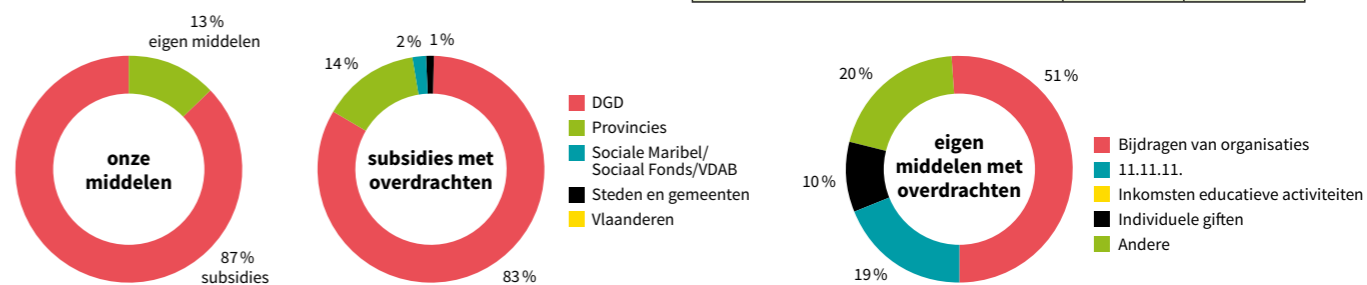 13 %
eigen middelen
onze
middelen
87 %
subsidies
2 %
1 %
14 %
subsidies met
overdrachten
83 %
DGD
Provincies
Sociale Maribel/
Sociaal Fonds/VDAB
Steden en gemeenten
Vlaanderen
20 %
51 %
eigen
middelen met
overdrachten
10 %
19 %
Bijdragen van organisaties
11.11.11.
Inkomsten educatieve activiteiten
Individuele giften
Andere